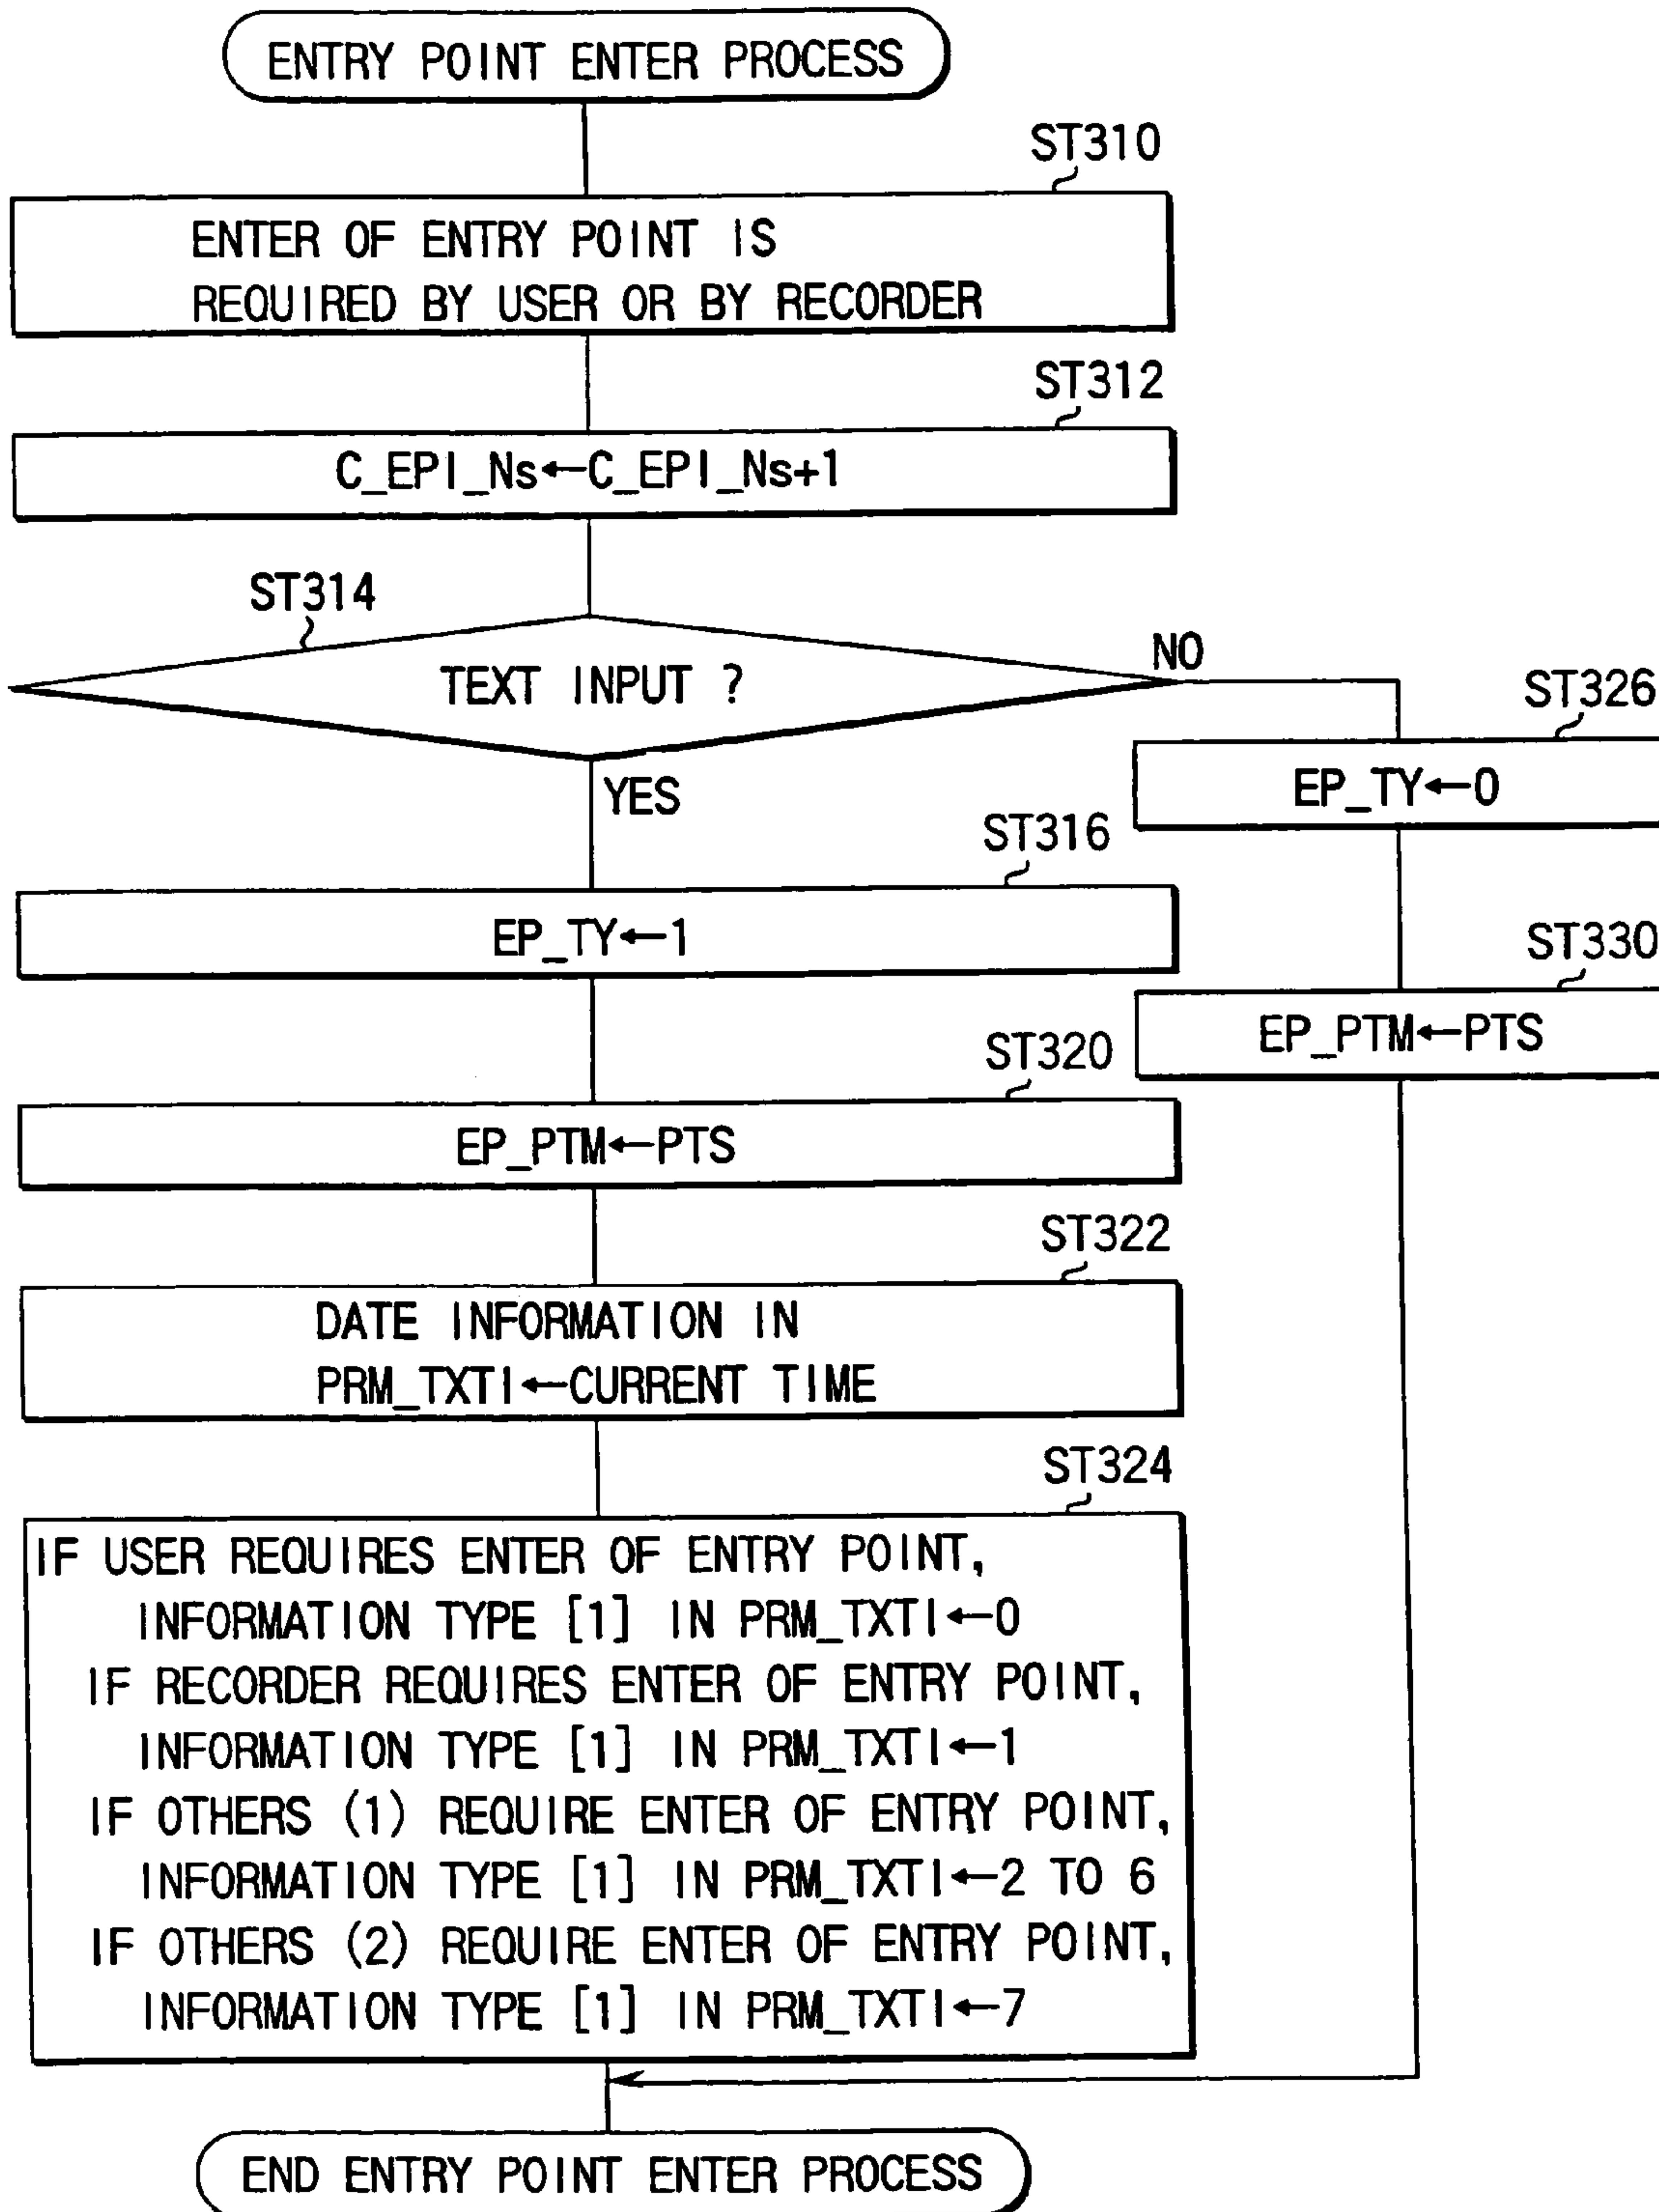 ENTRY POINT ENTER PROCESS
ST310
ENTER OF ENTRY POINT IS
REQUIRED BY USER OR BY RECORDER
ST312
C_EPI_Ns←C_EPI_Ns+1
ST314
TEXT INPUT ?
NO
YES
ST326
EP_TY←0
ST316
EP_TY←1
ST330
EP_PTM←PTS
ST320
EP_PTM←PTS
ST322
DATE INFORMATION IN
PRM_TXTI←CURRENT TIME
ST324
IF USER REQUIRES ENTER OF ENTRY POINT,
INFORMATION TYPE [1] IN PRM_TXTI←0
IF RECORDER REQUIRES ENTER OF ENTRY POINT,
INFORMATION TYPE [1] IN PRM_TXTI←1
IF OTHERS (1) REQUIRE ENTER OF ENTRY POINT,
INFORMATION TYPE [1] IN PRM_TXTI←2 TO 6
IF OTHERS (2) REQUIRE ENTER OF ENTRY POINT,
INFORMATION TYPE [1] IN PRM_TXTI←7
END ENTRY POINT ENTER PROCESS